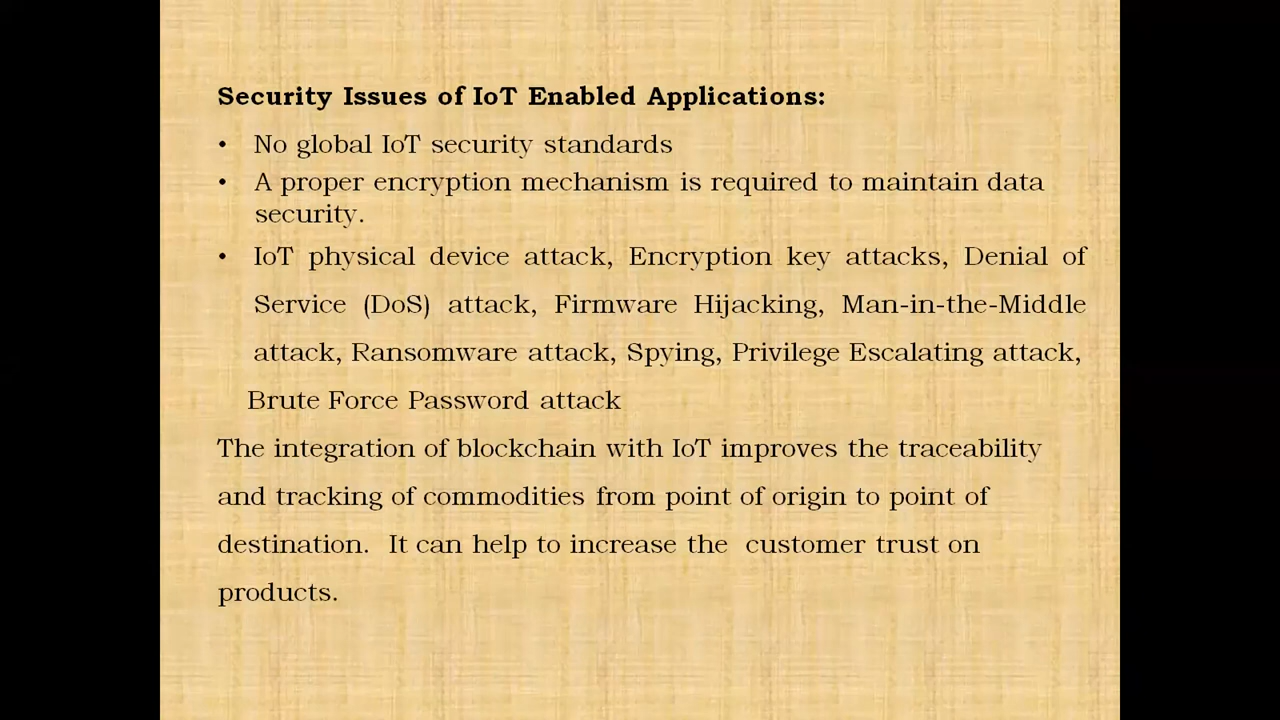 Security Issues of IoT Enabled Applications:
• No global IoT security standards
• A proper encryption mechanism is required to maintain data
security.
• IoT physical device attack, Encryption key attacks, Denial of
Service (DoS) attack, Firmware Hijacking, Man-in-the-Middle
attack, Ransomware attack, Spying, Privilege Escalating attack,
Brute Force Password attack
The integration of blockchain with IoT improves the traceability
and tracking of commodities from point of origin to point of
destination.  It can help to increase the  customer trust on
products.